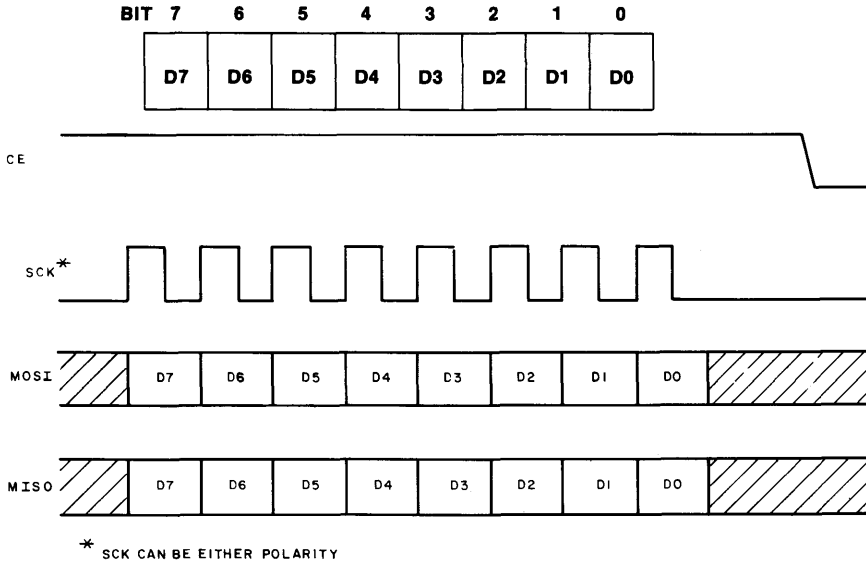 BIT 7 6 5 4 3 2 1 0
D7 D6 D5 D4 D3 D2 D1 D0
CE
SCK*
MOSI D7 D6 D5 D4 D3 D2 D1 D0
MISO D7 D6 D5 D4 D3 D2 D1 D0
* SCK CAN BE EITHER POLARITY